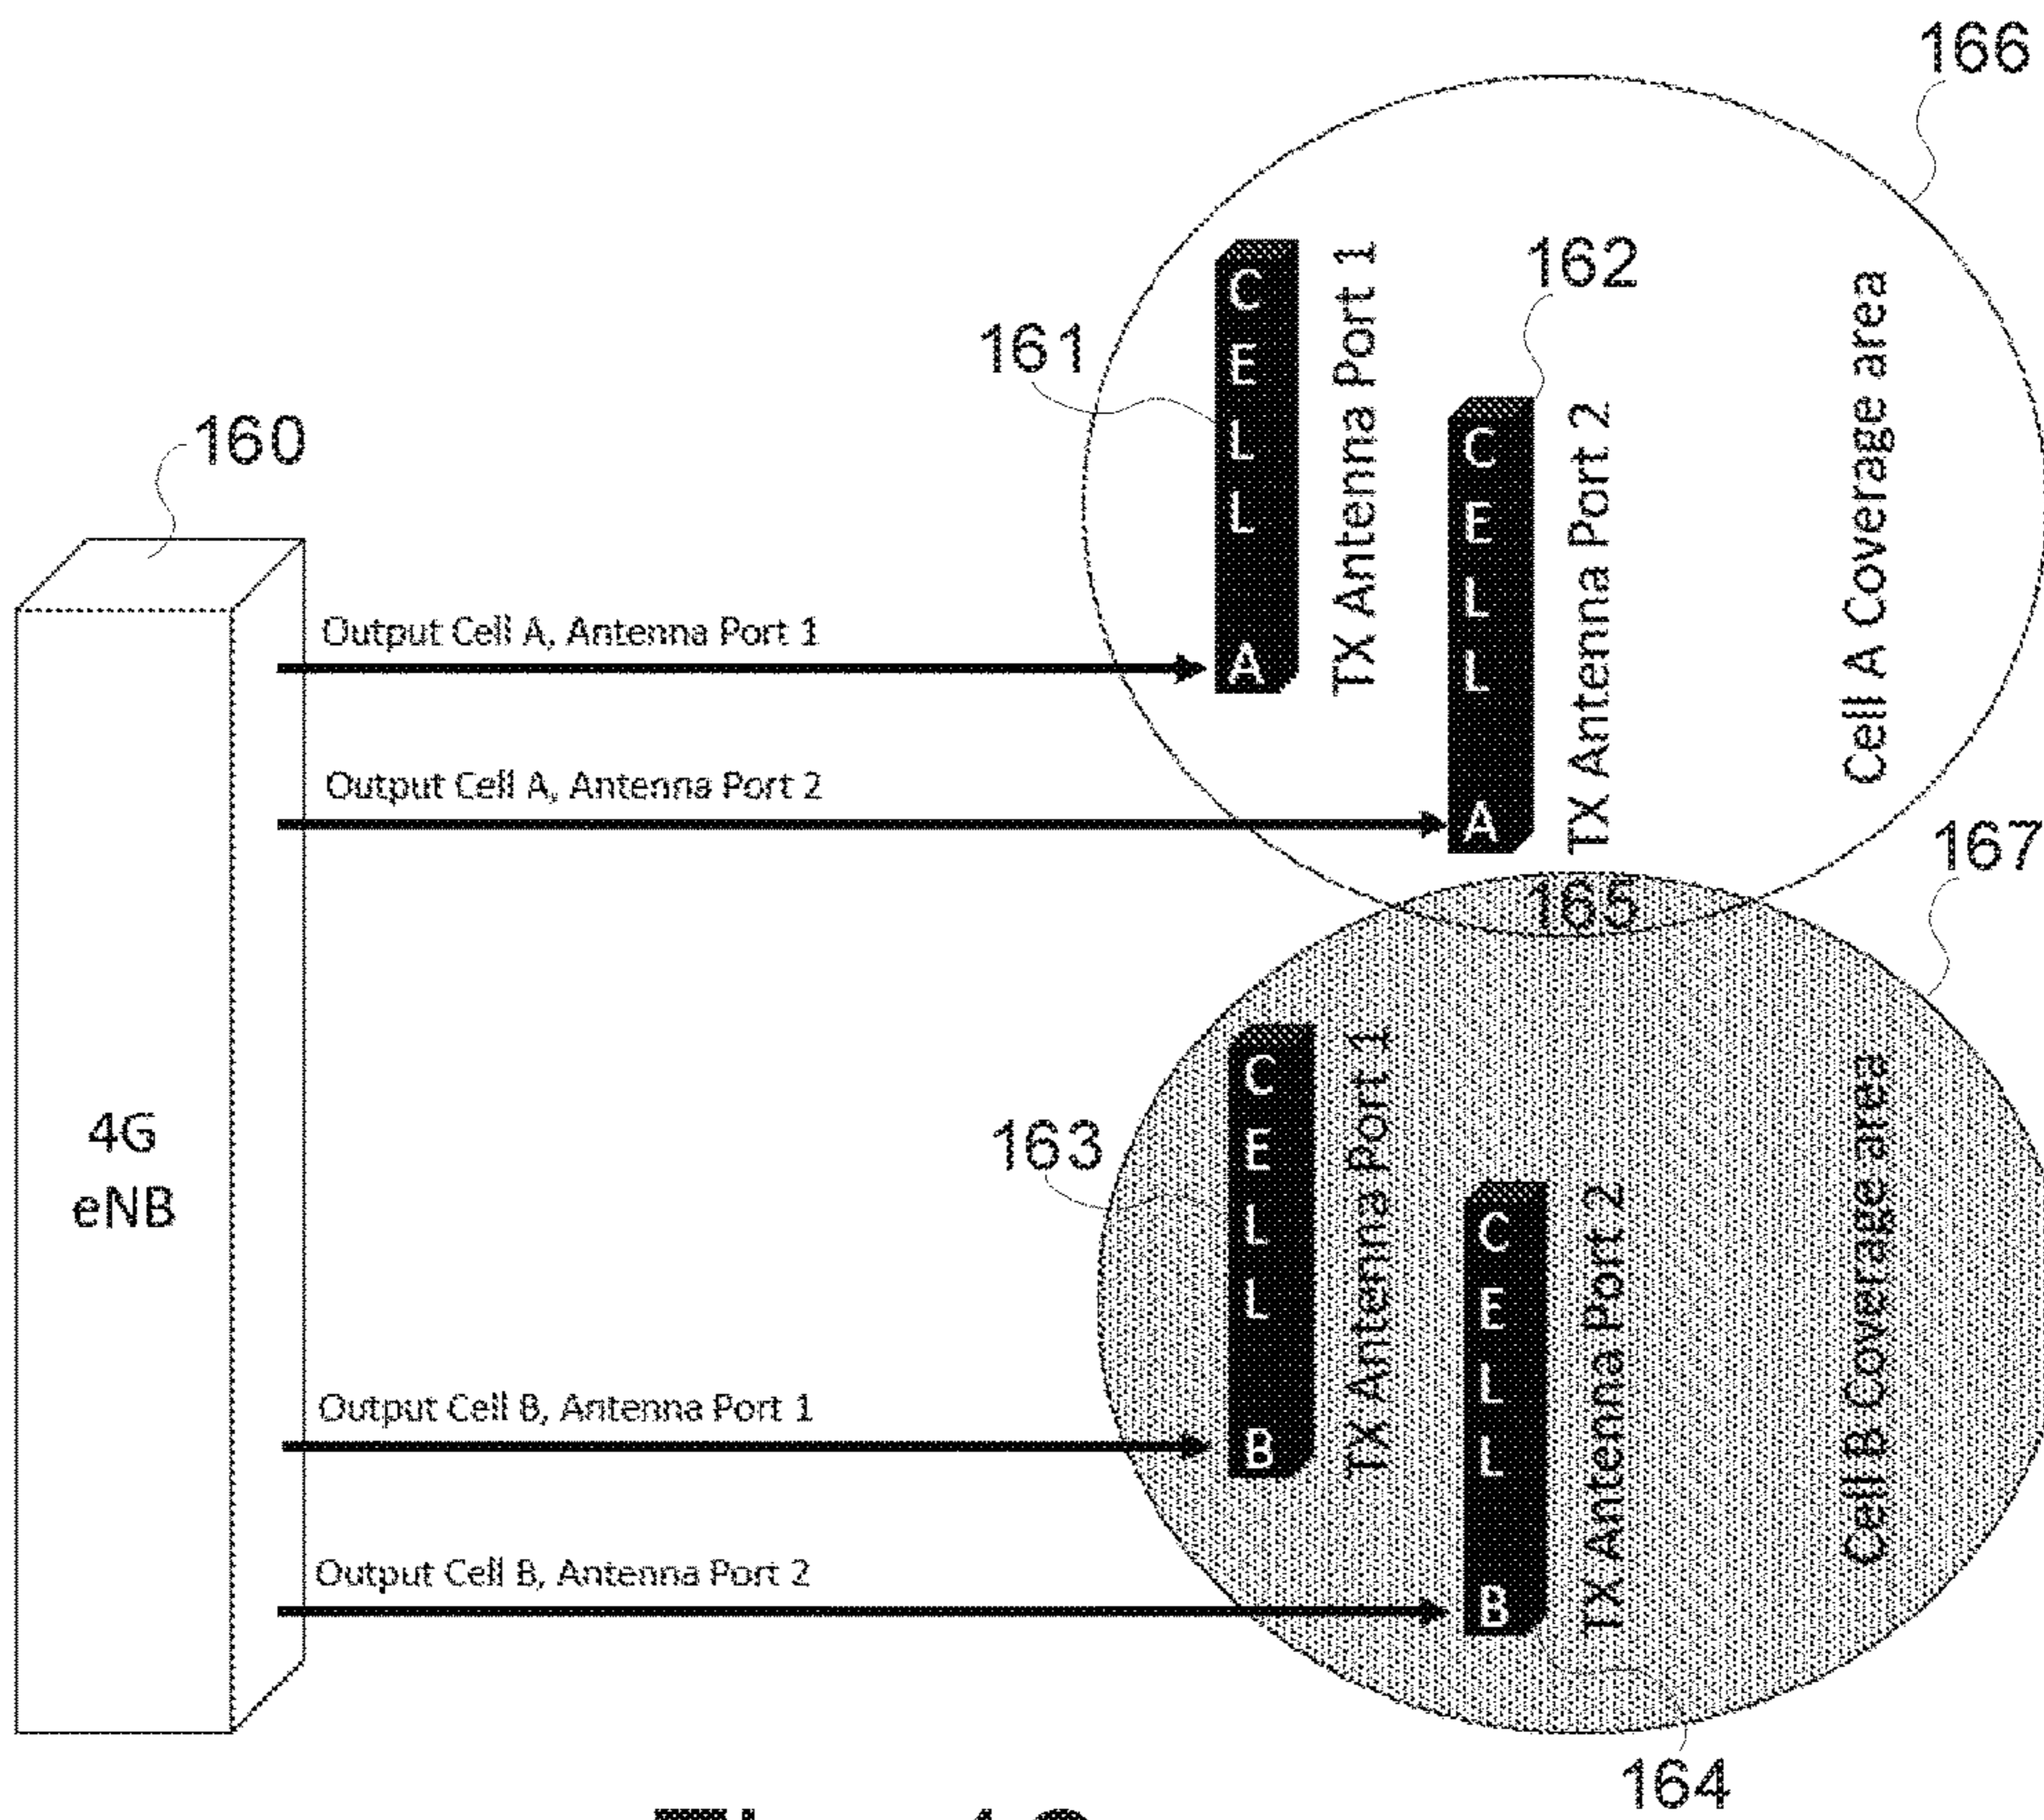 166
162
161
160
CELL A
TX Antenna Port 1
CELL A
TX Antenna Port 2
Cell A Coverage area
Output Cell A, Antenna Port 1
Output Cell A, Antenna Port 2
167
165
4G
eNB
163
CELL B
TX Antenna Port 1
CELL B
TX Antenna Port 2
Cell B Coverage area
Output Cell B, Antenna Port 1
Output Cell B, Antenna Port 2
164